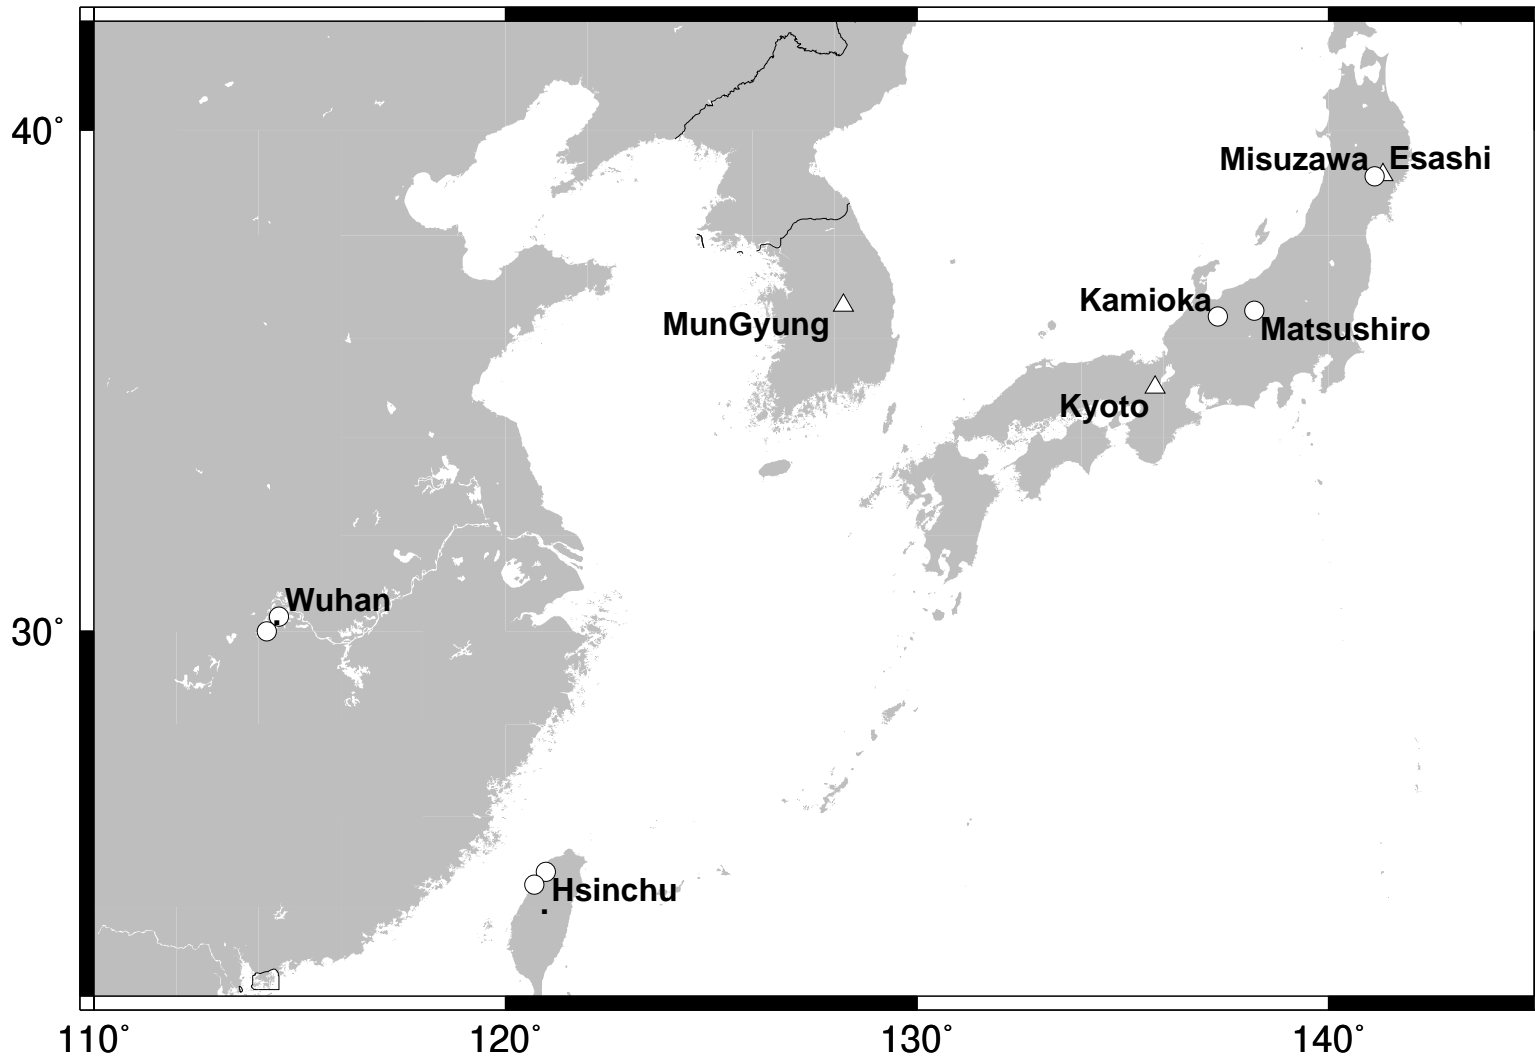 40°
Misuzawa
Esashi
Kamioka
MunGyung
Matsushiro
Kyoto
Wuhan
30°
Hsinchu
110°
120°
130°
140°